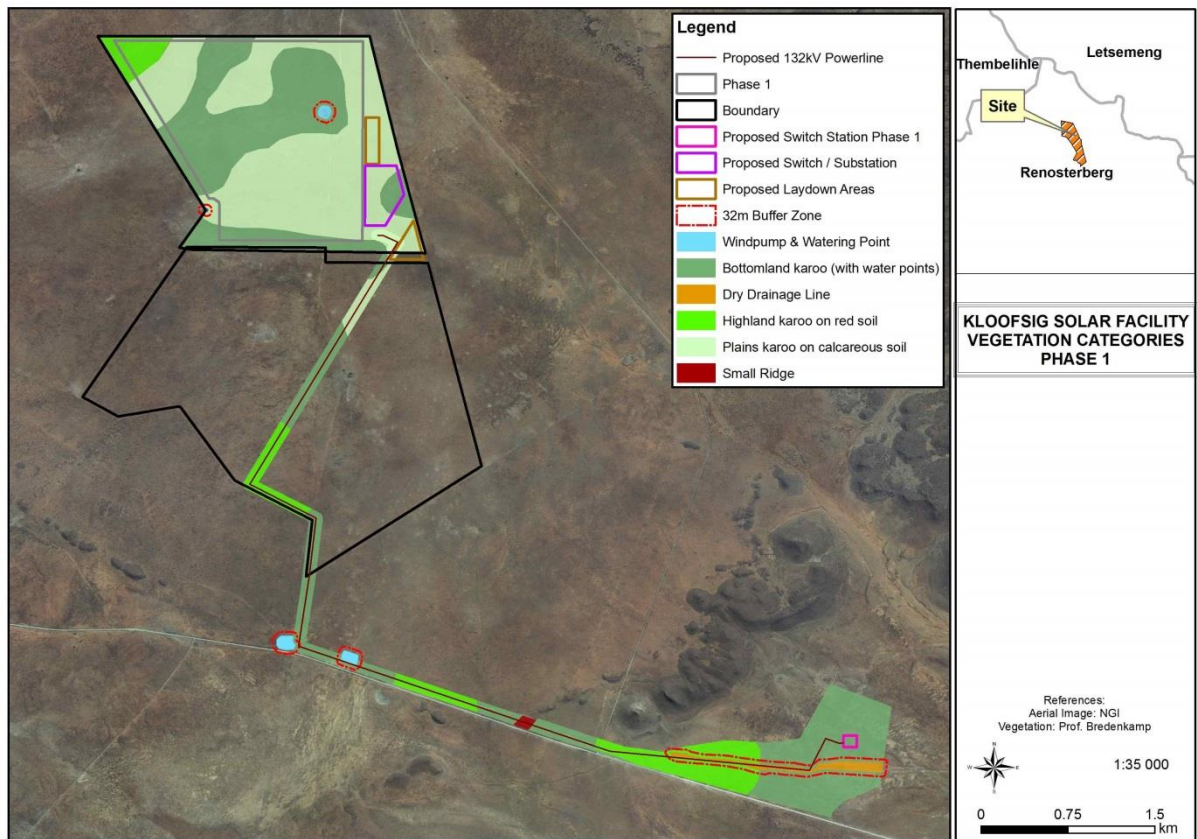 Legend
Proposed 132kV Powerline
Phase 1
Boundary
Proposed Switch Station Phase 1
Proposed Switch / Substation
Proposed Laydown Areas
32m Buffer Zone
Windpump & Watering Point
Bottomland karoo (with water points)
Dry Drainage Line
Highland karoo on red soil
Plains karoo on calcareous soil
Small Ridge
Letsemeng
Thembelihle
Site
Renosterberg
KLOOFSIG SOLAR FACILITY
VEGETATION CATEGORIES
PHASE 1
References:
Aerial Image: NGI
Vegetation: Prof. Bredenkamp
N
W E
S
1:35 000
0 0.75 1.5
km